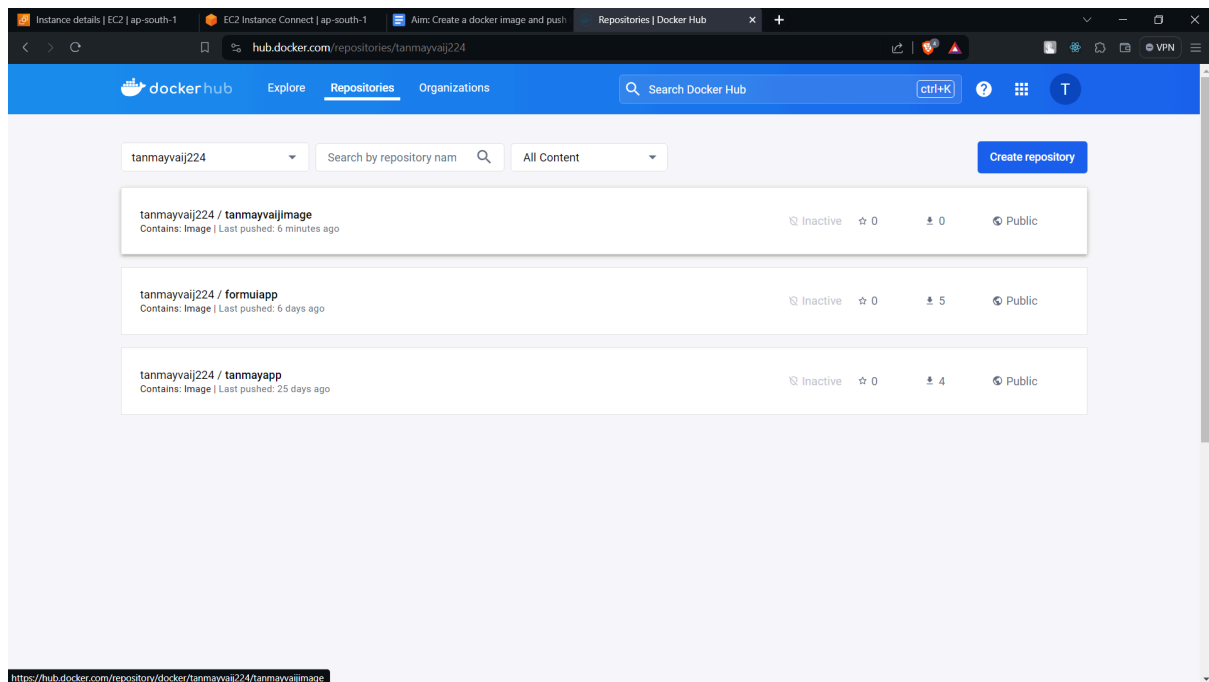 Instance details | EC2 | ap-south-1
EC2 Instance Connect | ap-south-1
Aim: Create a docker image and push
Repositories | Docker Hub
hub.docker.com/repositories/tanmayvaij224
VPN
dockerhub
Explore
Repositories
Organizations
Search Docker Hub
ctrl+K
?
T
tanmayvaij224
Search by repository nam
All Content
Create repository
tanmayvaij224 / tanmayvaijimage
Contains: Image | Last pushed: 6 minutes ago
Inactive 0 0 Public
tanmayvaij224 / formuiapp
Contains: Image | Last pushed: 6 days ago
Inactive 0 5 Public
tanmayvaij224 / tanmayapp
Contains: Image | Last pushed: 25 days ago
Inactive 0 4 Public
https://hub.docker.com/repository/docker/tanmayvaij224/tanmayvaijimage